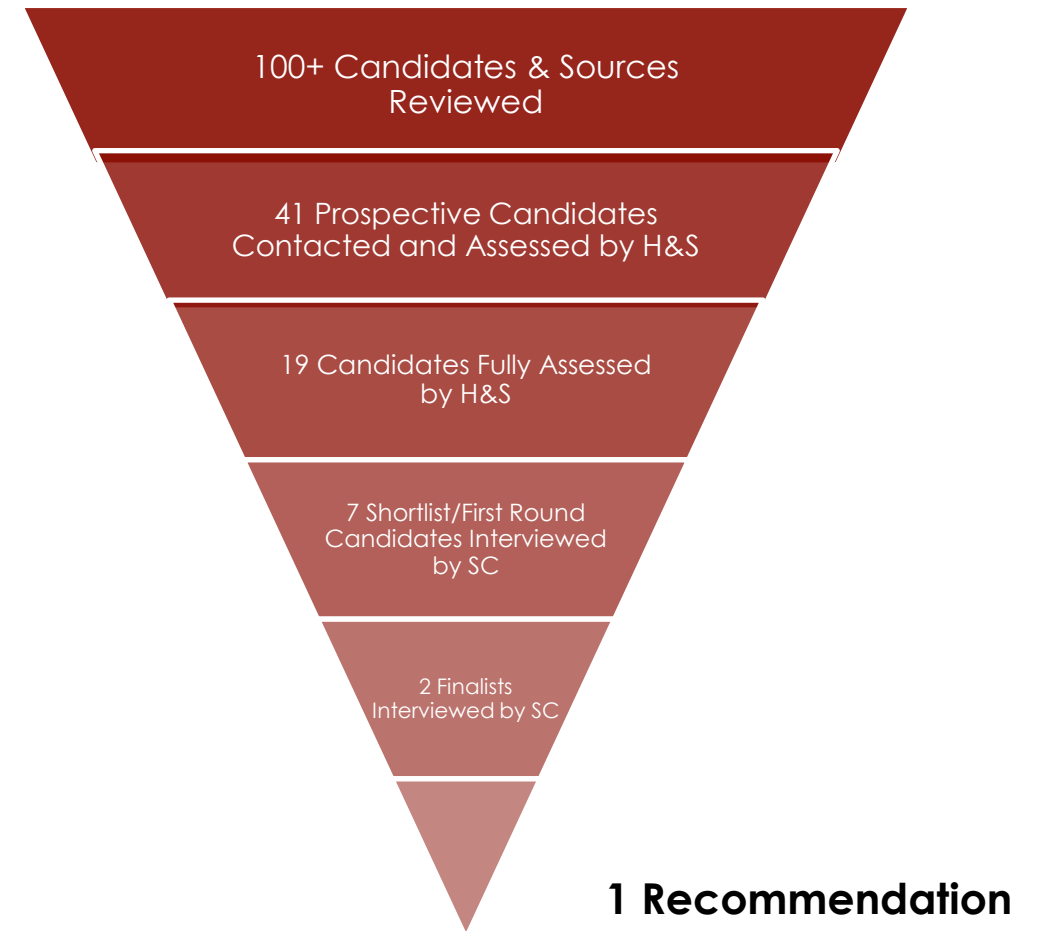 100+ Candidates & Sources
Reviewed
41 Prospective Candidates
Contacted and Assessed by H&S
19 Candidates Fully Assessed
by H&S
7 Shortlist/First Round
Candidates Interviewed
by SC
2 Finalists
Interviewed by SC
1 Recommendation